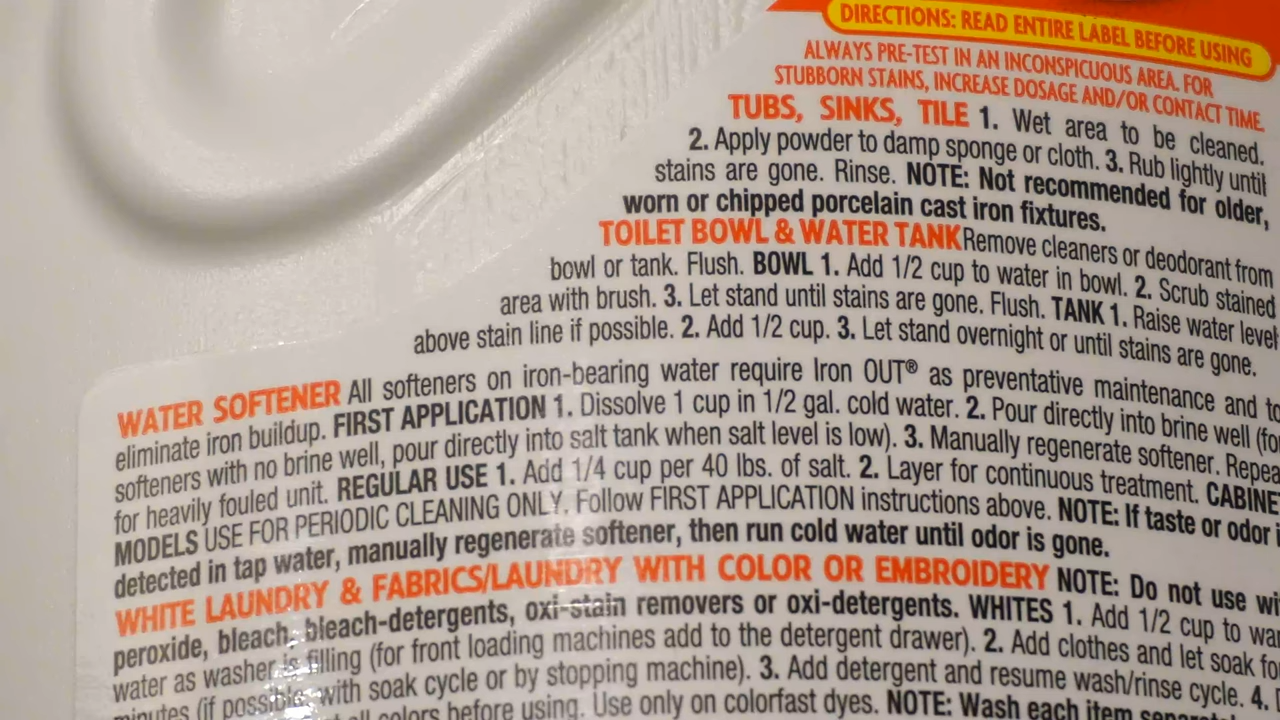 DIRECTIONS: READ ENTIRE LABEL BEFORE USING
ALWAYS PRE-TEST IN AN INCONSPICUOUS AREA. FOR
STUBBORN STAINS, INCREASE DOSAGE AND/OR CONTACT TIME.
TUBS, SINKS, TILE 1. Wet area to be cleaned.
2. Apply powder to damp sponge or cloth. 3. Rub lightly until
stains are gone. Rinse. NOTE: Not recommended for older,
worn or chipped porcelain cast iron fixtures.
TOILET BOWL & WATER TANK Remove cleaners or deodorant from
bowl or tank. Flush. BOWL 1. Add 1/2 cup to water in bowl. 2. Scrub stained
area with brush. 3. Let stand until stains are gone. Flush. TANK 1. Raise water level
above stain line if possible. 2. Add 1/2 cup. 3. Let stand overnight or until stains are gone.
WATER SOFTENER All softeners on iron-bearing water require Iron OUT® as preventative maintenance and to
eliminate iron buildup. FIRST APPLICATION 1. Dissolve 1 cup in 1/2 gal. cold water. 2. Pour directly into brine well (for
softeners with no brine well, pour directly into salt tank when salt level is low). 3. Manually regenerate softener. Repea
for heavily fouled unit. REGULAR USE 1. Add 1/4 cup per 40 lbs. of salt. 2. Layer for continuous treatment. CABINE
MODELS USE FOR PERIODIC CLEANING ONLY. Follow FIRST APPLICATION instructions above. NOTE: If taste or odor i
detected in tap water, manually regenerate softener, then run cold water until odor is gone.
WHITE LAUNDRY & FABRICS/LAUNDRY WITH COLOR OR EMBROIDERY NOTE: Do not use wi
peroxide, bleach, bleach-detergents, oxi-stain removers or oxi-detergents. WHITES 1. Add 1/2 cup to wa
water as washer is filling (for front loading machines add to the detergent drawer). 2. Add clothes and let soak fo
minutes (if possible, with soak cycle or by stopping machine). 3. Add detergent and resume wash/rinse cycle. 4.
all colors before using. Use only on colorfast dyes. NOTE: Wash each item